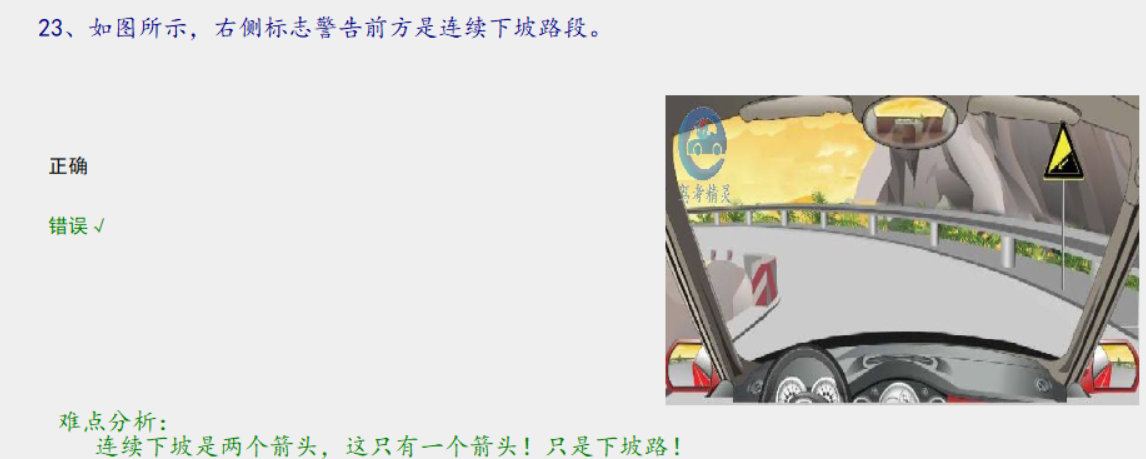 23、如图所示，右侧标志警告前方是连续下坡路段。
驾考精灵
正确
错误√
难点分析：
连续下坡是两个箭头，这只有一个箭头！只是下坡路！